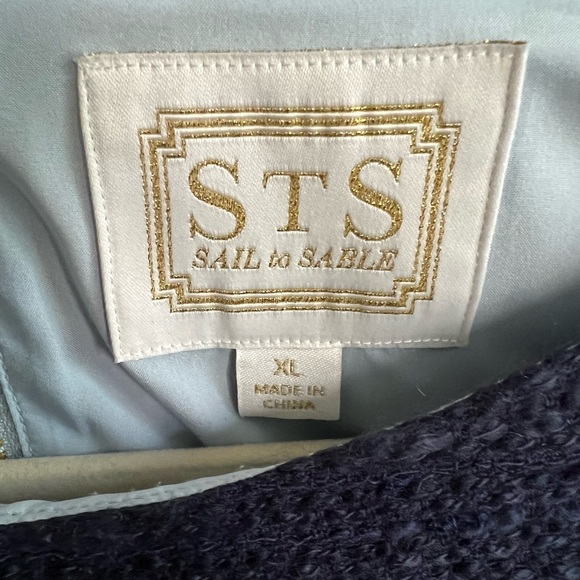 STS
SAIL to SABLE
XL
MADE IN
CHINA